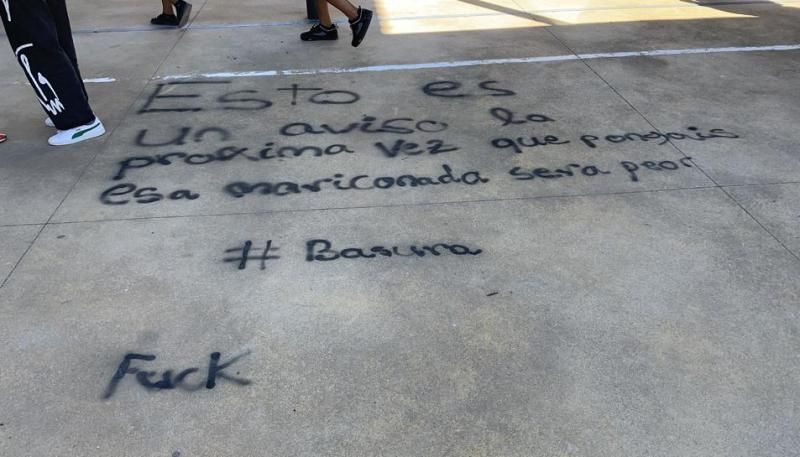 Esto es
un aviso la
proxima vez que pongais
esa mariconada sera peor
# Basura
Fuck